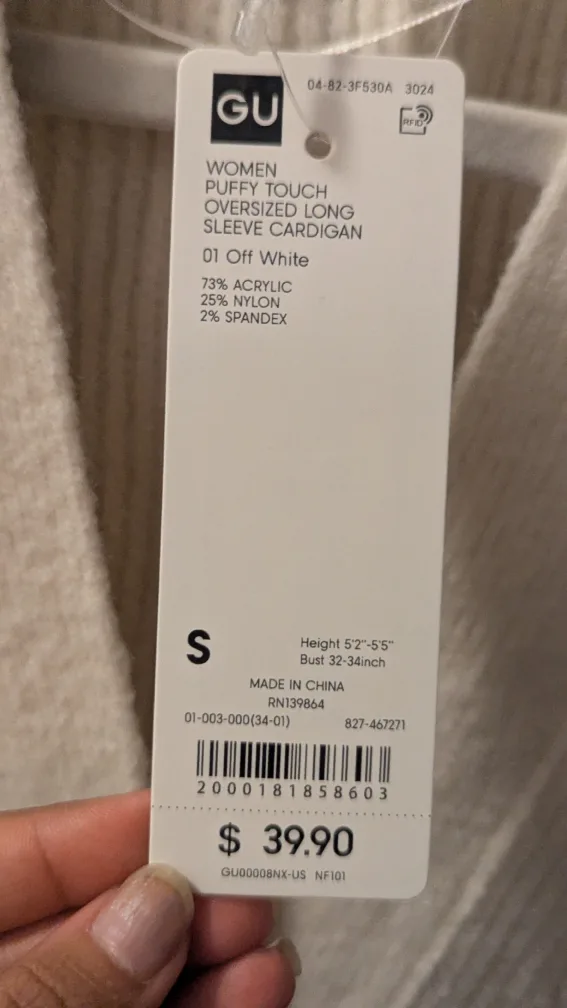 GU
04-82-3F530A 3024
RFID
WOMEN
PUFFY TOUCH
OVERSIZED LONG
SLEEVE CARDIGAN
01 Off White
73% ACRYLIC
25% NYLON
2% SPANDEX
S
Height 5'2"-5'5"
Bust 32-34inch
MADE IN CHINA
RN139864
01-003-000(34-01) 827-467271
2000181858603
$ 39.90
GU00008NX-US NF101